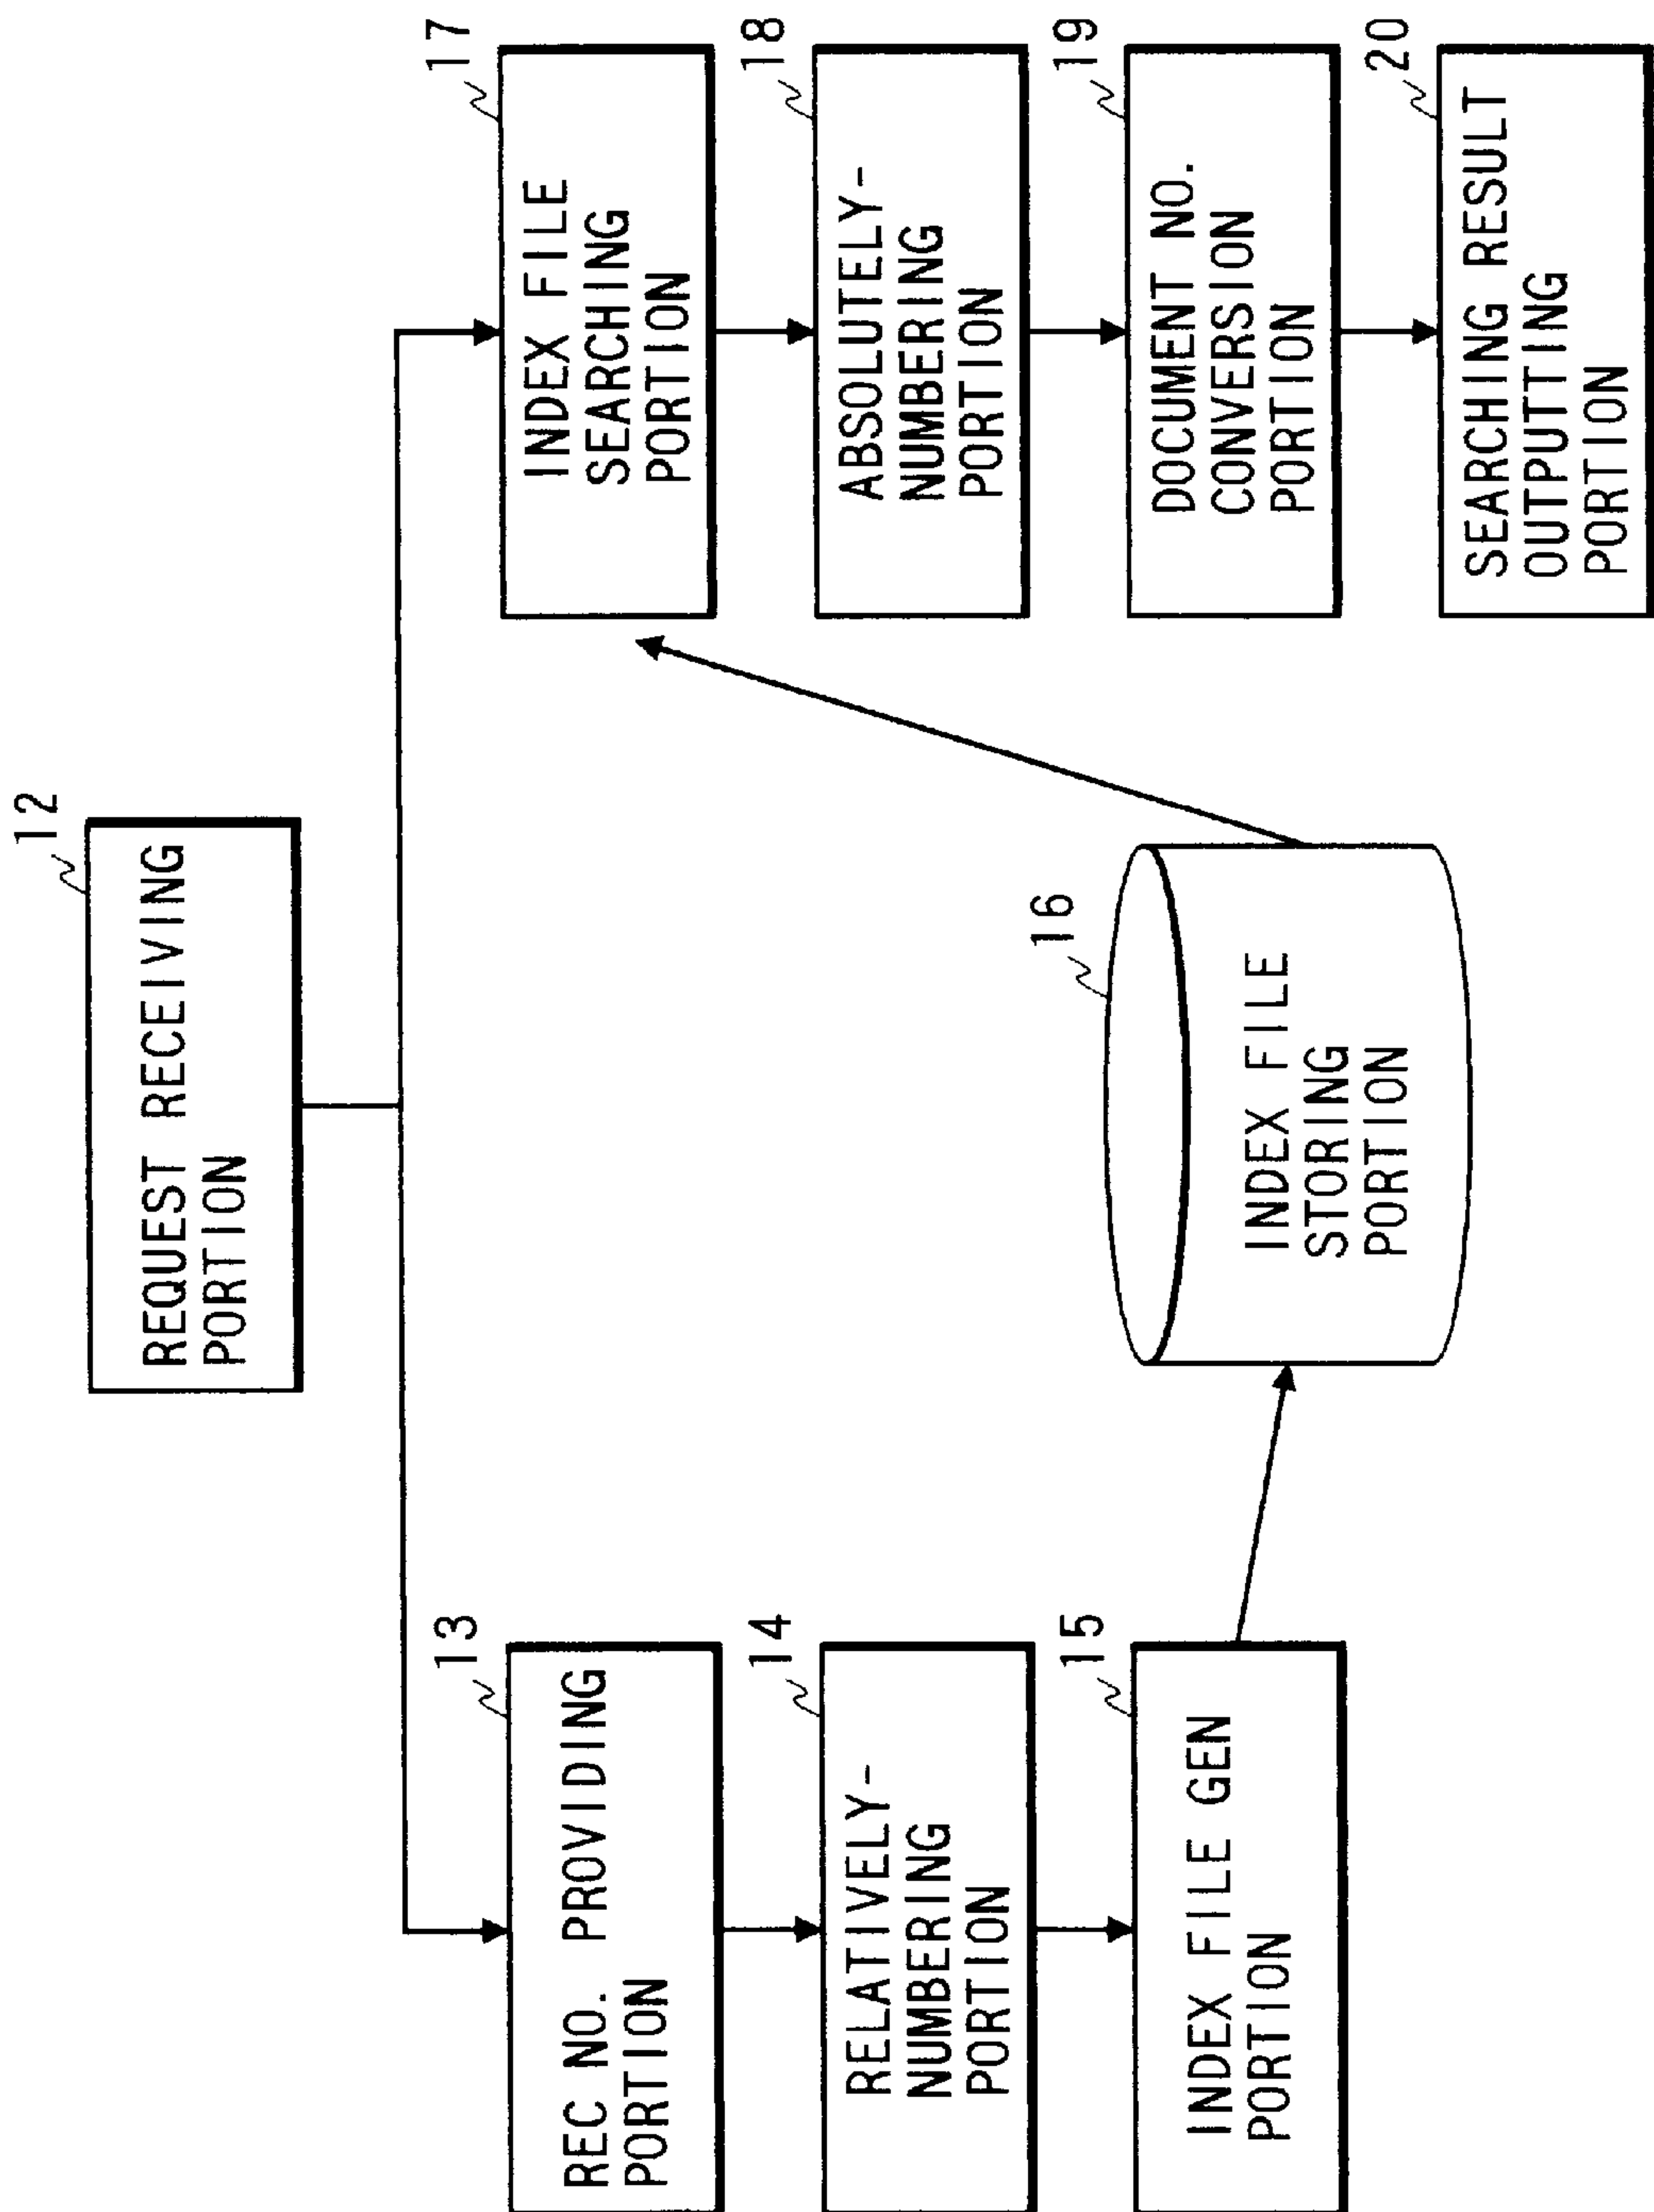 12
REQUEST RECEIVING
PORTION
13
REC NO. PROVIDING
PORTION
14
RELATIVELY-
NUMBERING
PORTION
15
INDEX FILE GEN
PORTION
16
INDEX FILE
STORING
PORTION
17
INDEX FILE
SEARCHING
PORTION
18
ABSOLUTELY-
NUMBERING
PORTION
19
DOCUMENT NO.
CONVERSION
PORTION
20
SEARCHING RESULT
OUTPUTTING
PORTION